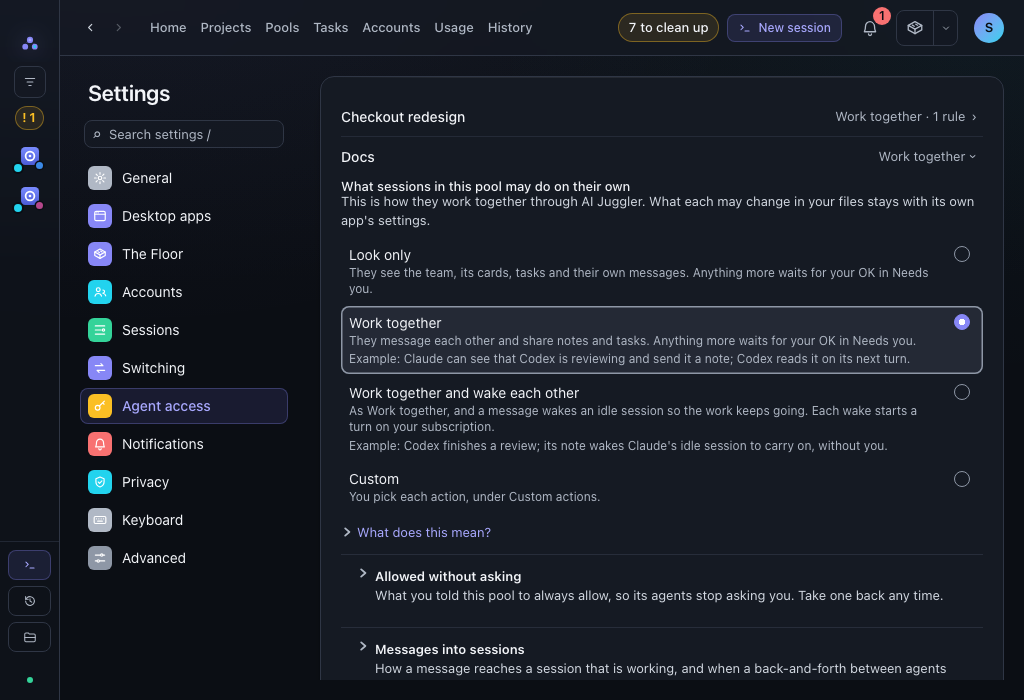 Home Projects Pools Tasks Accounts Usage History
7 to clean up
>_ New session
1
S
! 1
Settings
Search settings /
General
Desktop apps
The Floor
Accounts
Sessions
Switching
Agent access
Notifications
Privacy
Keyboard
Advanced
Checkout redesign
Work together · 1 rule ›
Docs
Work together
What sessions in this pool may do on their own
This is how they work together through AI Juggler. What each may change in your files stays with its own
app's settings.
Look only
They see the team, its cards, tasks and their own messages. Anything more waits for your OK in Needs
you.
Work together
They message each other and share notes and tasks. Anything more waits for your OK in Needs you.
Example: Claude can see that Codex is reviewing and send it a note; Codex reads it on its next turn.
Work together and wake each other
As Work together, and a message wakes an idle session so the work keeps going. Each wake starts a
turn on your subscription.
Example: Codex finishes a review; its note wakes Claude's idle session to carry on, without you.
Custom
You pick each action, under Custom actions.
What does this mean?
Allowed without asking
What you told this pool to always allow, so its agents stop asking you. Take one back any time.
Messages into sessions
How a message reaches a session that is working, and when a back-and-forth between agents